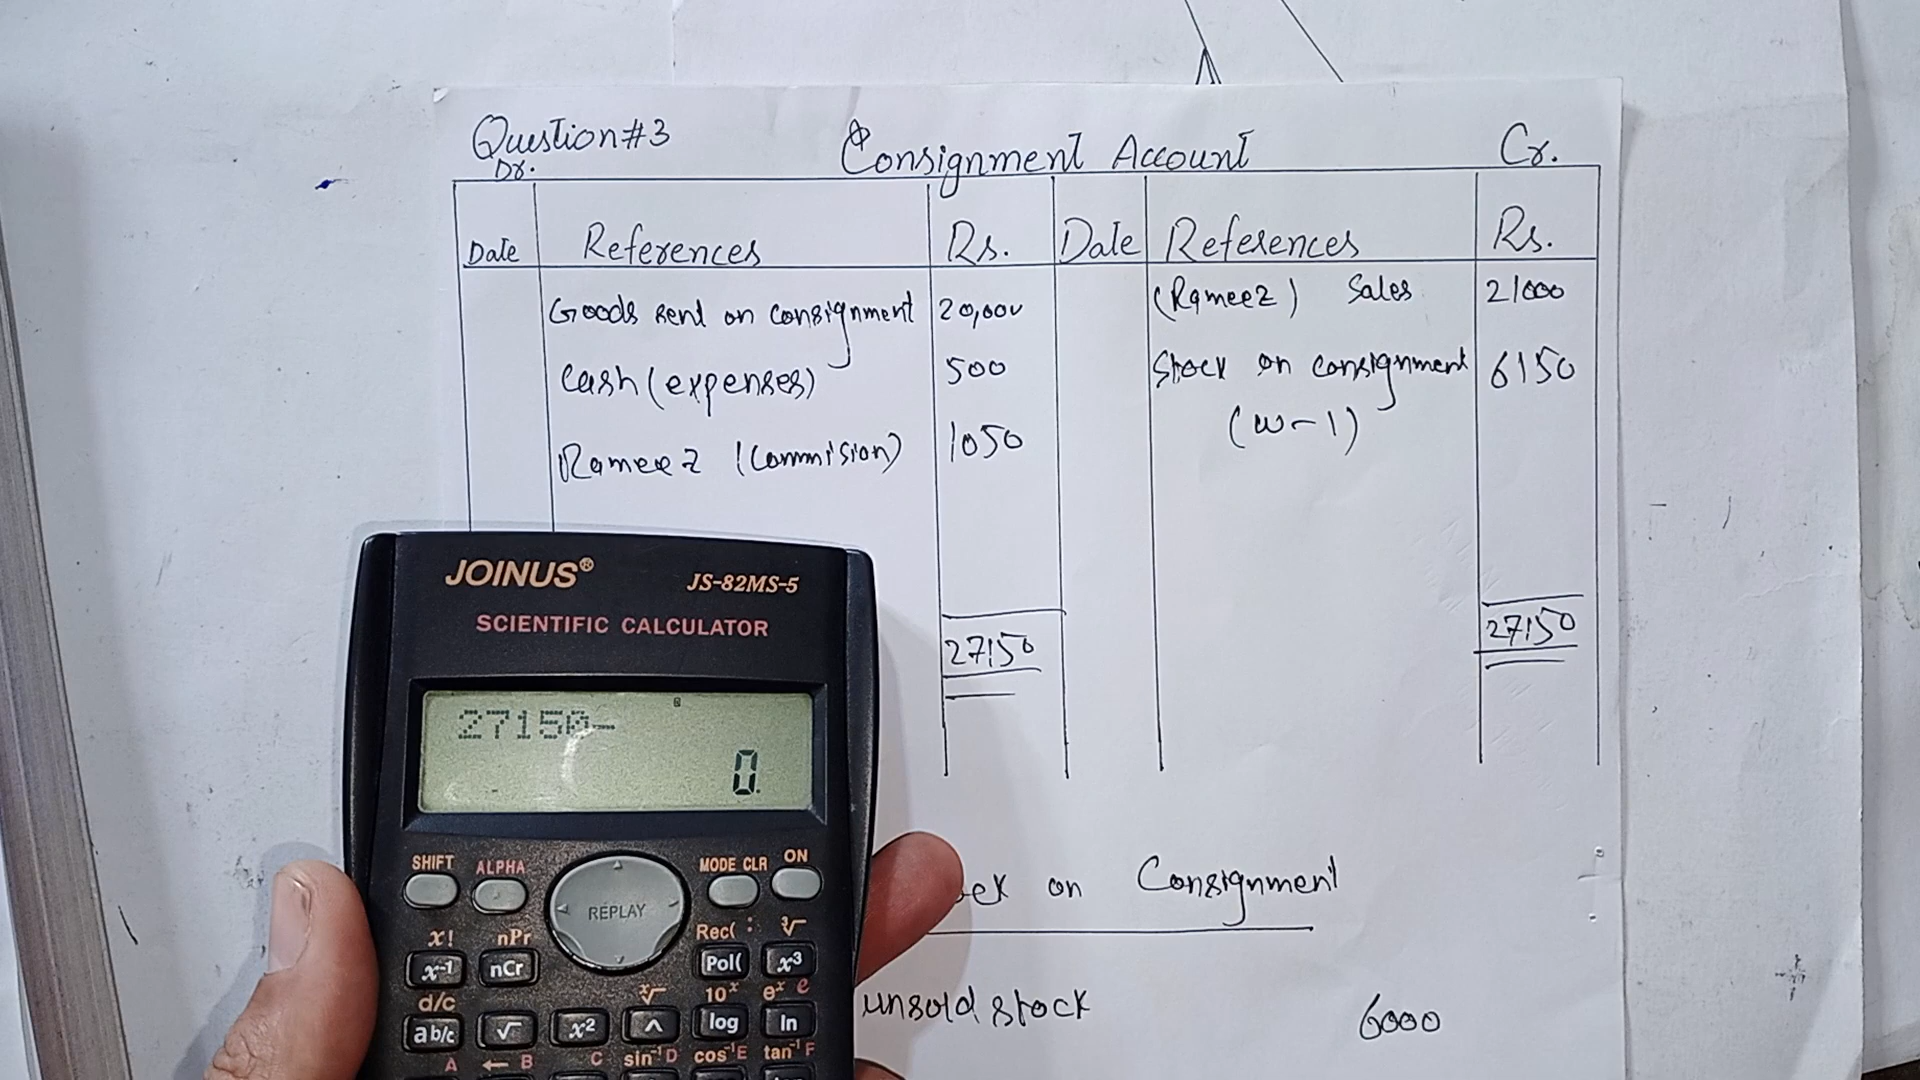 Question#3
Dr.
Consignment Account
Cr.
Date References Rs. Date References Rs.
Goods sent on consignment 20,000 (Rameez) Sales 21000
Cash (expenses) 500 Stock on consignment 6150
(w-1)
Rameez (Commision) 1050
27150 27150
JOINUS® JS-82MS-5
SCIENTIFIC CALCULATOR
27150-
0.
on Consignment
unsold stock 6000
SHIFT ALPHA MODE CLR ON
REPLAY
x! nPr Rec( : ³√
x-1 nCr Pol( x3
d/c x√ 10x ex e
ab/c √ x2 ^ log ln
A ← B C sin-1 D cos-1 E tan-1 F